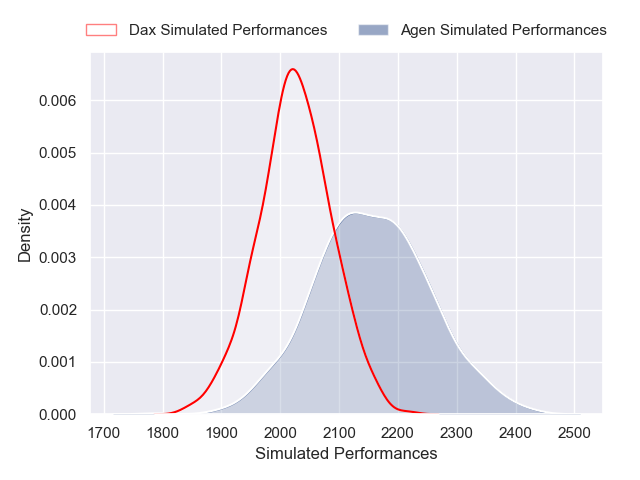 Dax Simulated Performances Agen Simulated Performances
0.006
0.005
0.004
0.003
0.002
0.001
0.000
Density
1700 1800 1900 2000 2100 2200 2300 2400 2500
Simulated Performances